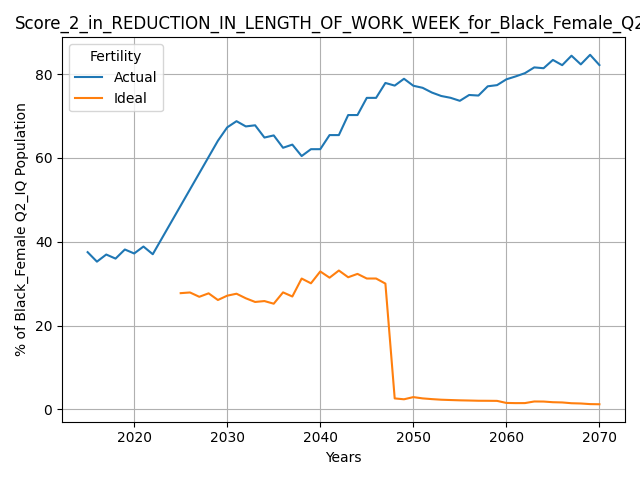 Score_2_in_REDUCTION_IN_LENGTH_OF_WORK_WEEK_for_Black_Female_Q2
Fertility
Actual
Ideal
% of Black_Female Q2_IQ Population
80
60
40
20
0
2020 2030 2040 2050 2060 2070
Years